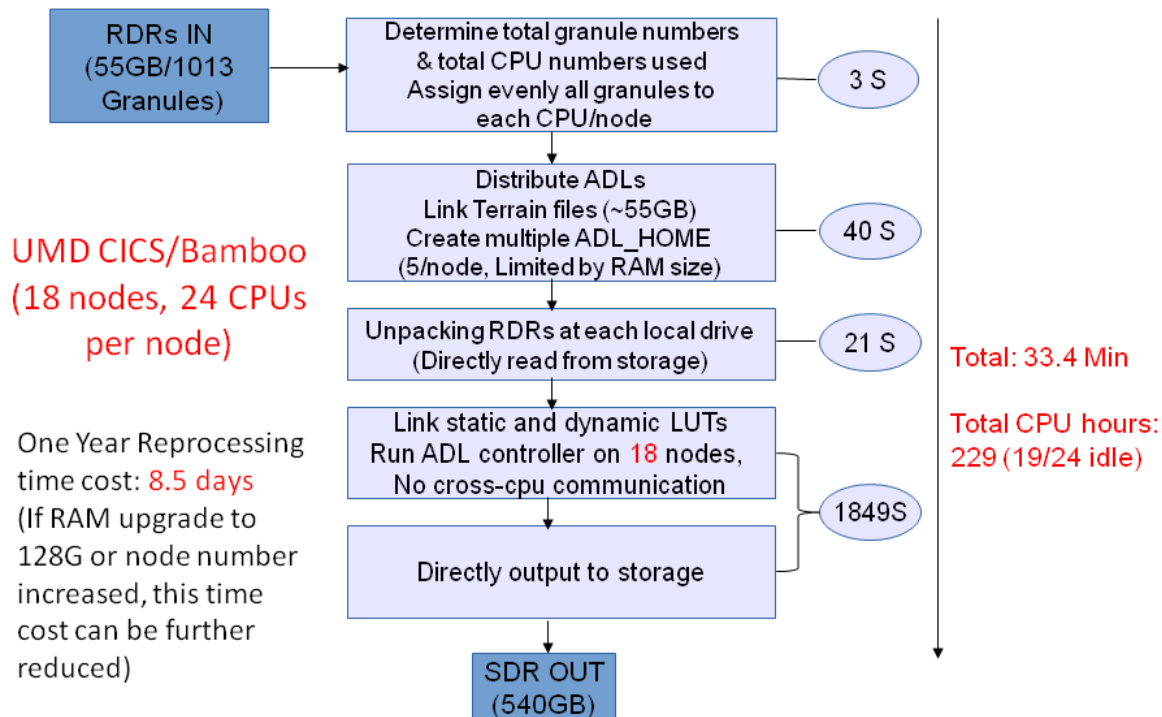 RDRs IN
(55GB/1013
Granules)
Determine total granule numbers
& total CPU numbers used
Assign evenly all granules to
each CPU/node
3 S
Distribute ADLs
Link Terrain files (~55GB)
Create multiple ADL_HOME
(5/node, Limited by RAM size)
40 S
UMD CICS/Bamboo
(18 nodes, 24 CPUs
per node)
Unpacking RDRs at each local drive
(Directly read from storage)
21 S
Total: 33.4 Min
Total CPU hours:
229 (19/24 idle)
Link static and dynamic LUTs
Run ADL controller on 18 nodes,
No cross-cpu communication
1849S
One Year Reprocessing
time cost: 8.5 days
(If RAM upgrade to
128G or node number
increased, this time
cost can be further
reduced)
Directly output to storage
SDR OUT
(540GB)